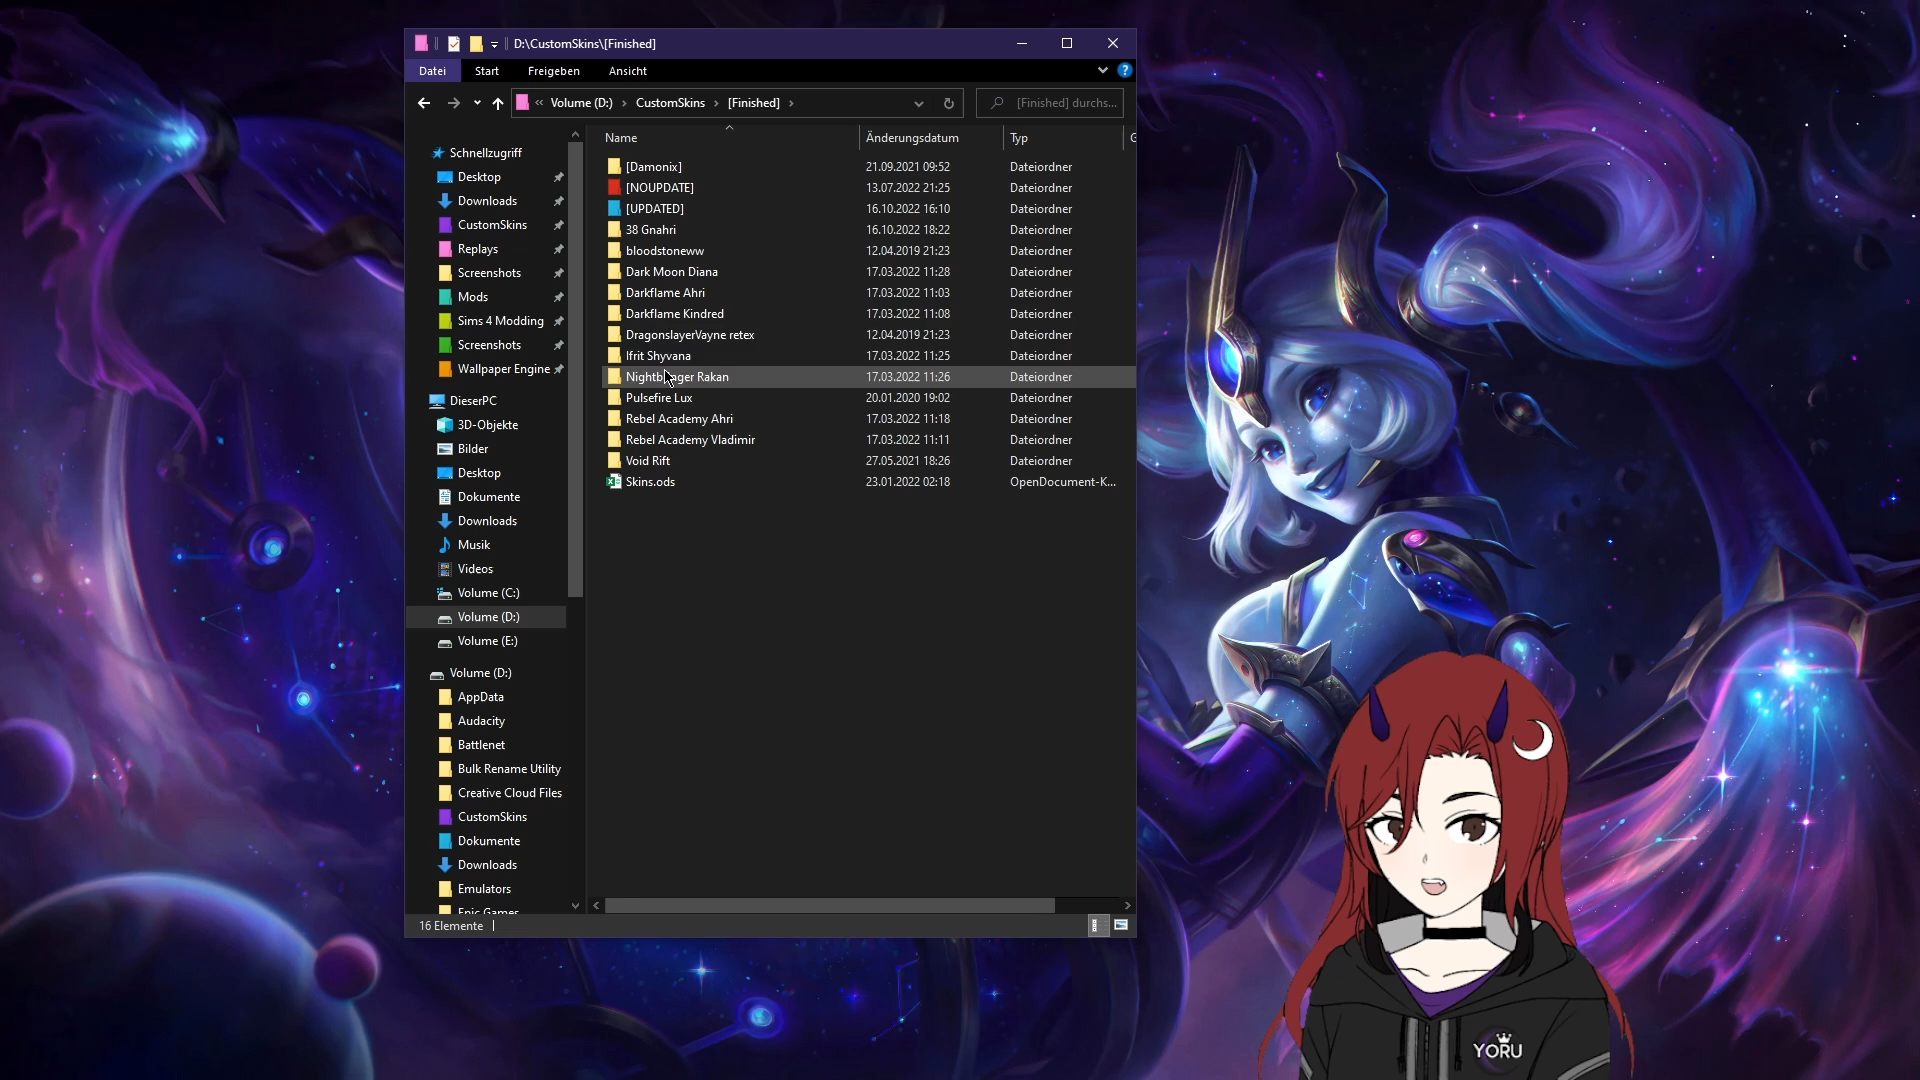 D:\CustomSkins\[Finished]
Datei Start Freigeben Ansicht
« Volume (D:) › CustomSkins › [Finished] › [Finished] durchs...
Name Änderungsdatum Typ
Schnellzugriff
Desktop
Downloads
CustomSkins
Replays
Screenshots
Mods
Sims 4 Modding
Screenshots
Wallpaper Engine
DieserPC
3D-Objekte
Bilder
Desktop
Dokumente
Downloads
Musik
Videos
Volume (C:)
Volume (D:)
Volume (E:)
Volume (D:)
AppData
Audacity
Battlenet
Bulk Rename Utility
Creative Cloud Files
CustomSkins
Dokumente
Downloads
Emulators
Epic Games
[Damonix] 21.09.2021 09:52 Dateiordner
[NOUPDATE] 13.07.2022 21:25 Dateiordner
[UPDATED] 16.10.2022 16:10 Dateiordner
38 Gnahri 16.10.2022 18:22 Dateiordner
bloodstoneww 12.04.2019 21:23 Dateiordner
Dark Moon Diana 17.03.2022 11:28 Dateiordner
Darkflame Ahri 17.03.2022 11:03 Dateiordner
Darkflame Kindred 17.03.2022 11:08 Dateiordner
DragonslayerVayne retex 12.04.2019 21:23 Dateiordner
Ifrit Shyvana 17.03.2022 11:25 Dateiordner
Rakan 17.03.2022 11:26 Dateiordner
Pulsefire Lux 20.01.2020 19:02 Dateiordner
Rebel Academy Ahri 17.03.2022 11:18 Dateiordner
Rebel Academy Vladimir 17.03.2022 11:11 Dateiordner
Void Rift 27.05.2021 18:26 Dateiordner
Skins.ods 23.01.2022 02:18 OpenDocument-K...
16 Elemente
YORU